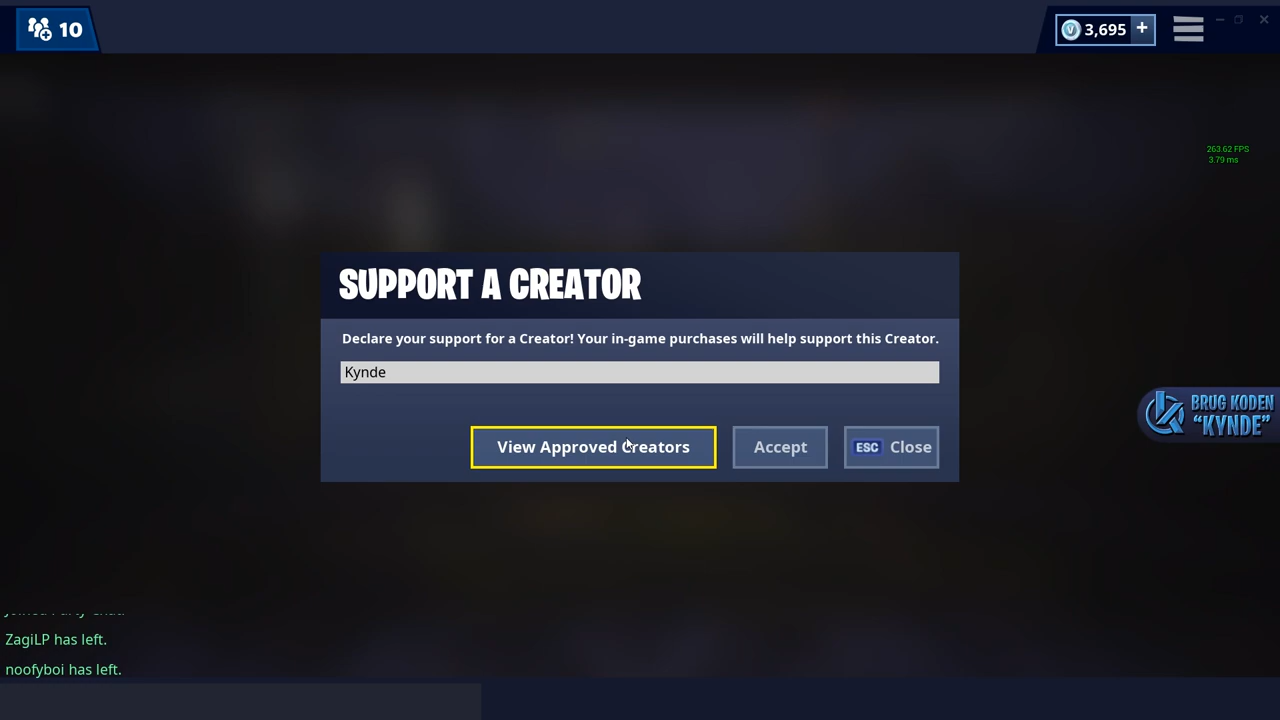 10
3,695 +
263.62 FPS
3.79 ms
SUPPORT A CREATOR
Declare your support for a Creator! Your in-game purchases will help support this Creator.
Kynde
BRUG KODEN
“KYNDE”
View Approved Creators
Accept
ESC Close
ZagiLP has left.
noofyboi has left.